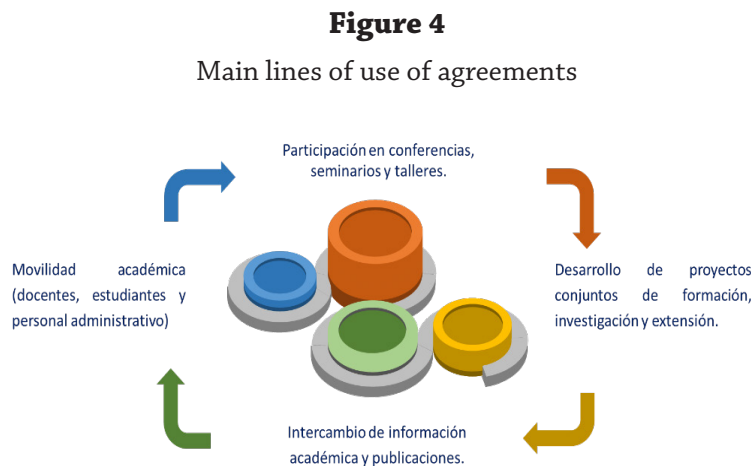 Figure 4
Main lines of use of agreements
Participación en conferencias,
seminarios y talleres.
Movilidad académica
(docentes, estudiantes y
personal administrativo)
Desarrollo de proyectos
conjuntos de formación,
investigación y extensión.
Intercambio de información
académica y publicaciones.